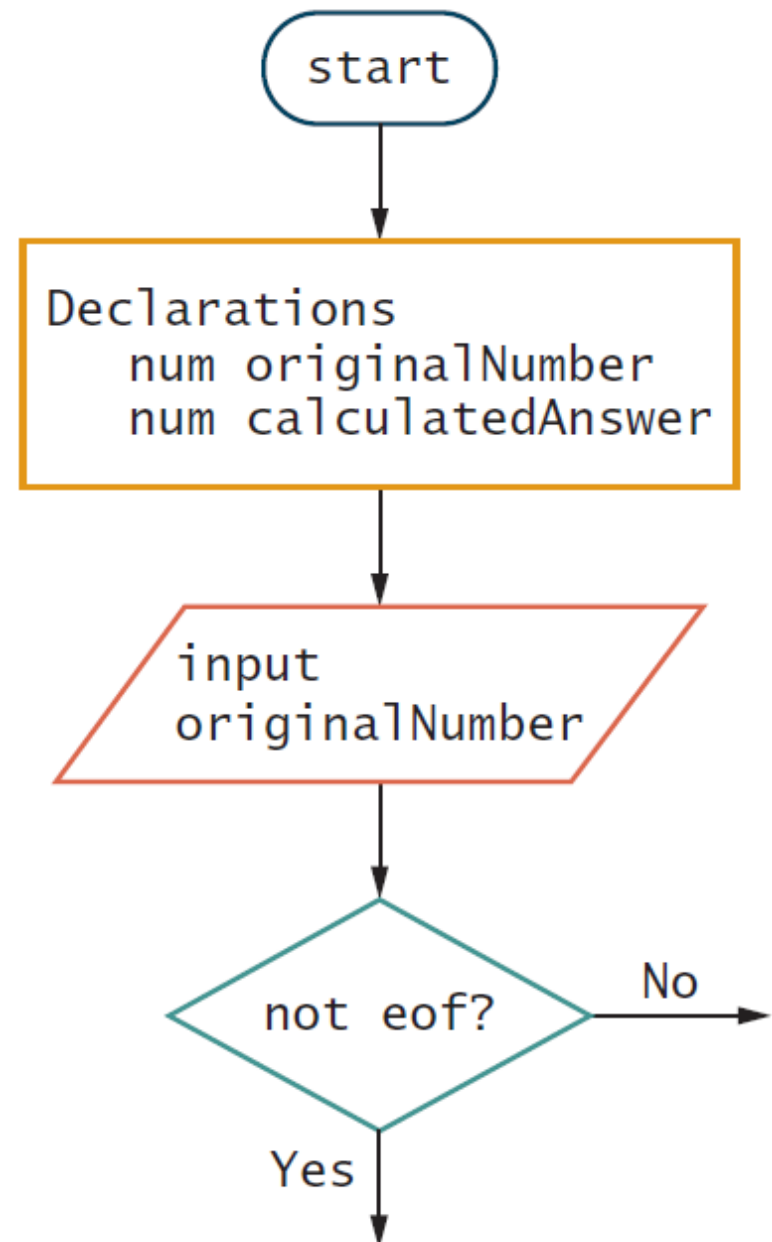 start
Declarations
num originalNumber
num calculatedAnswer
input
originalNumber
not eof?
No
Yes